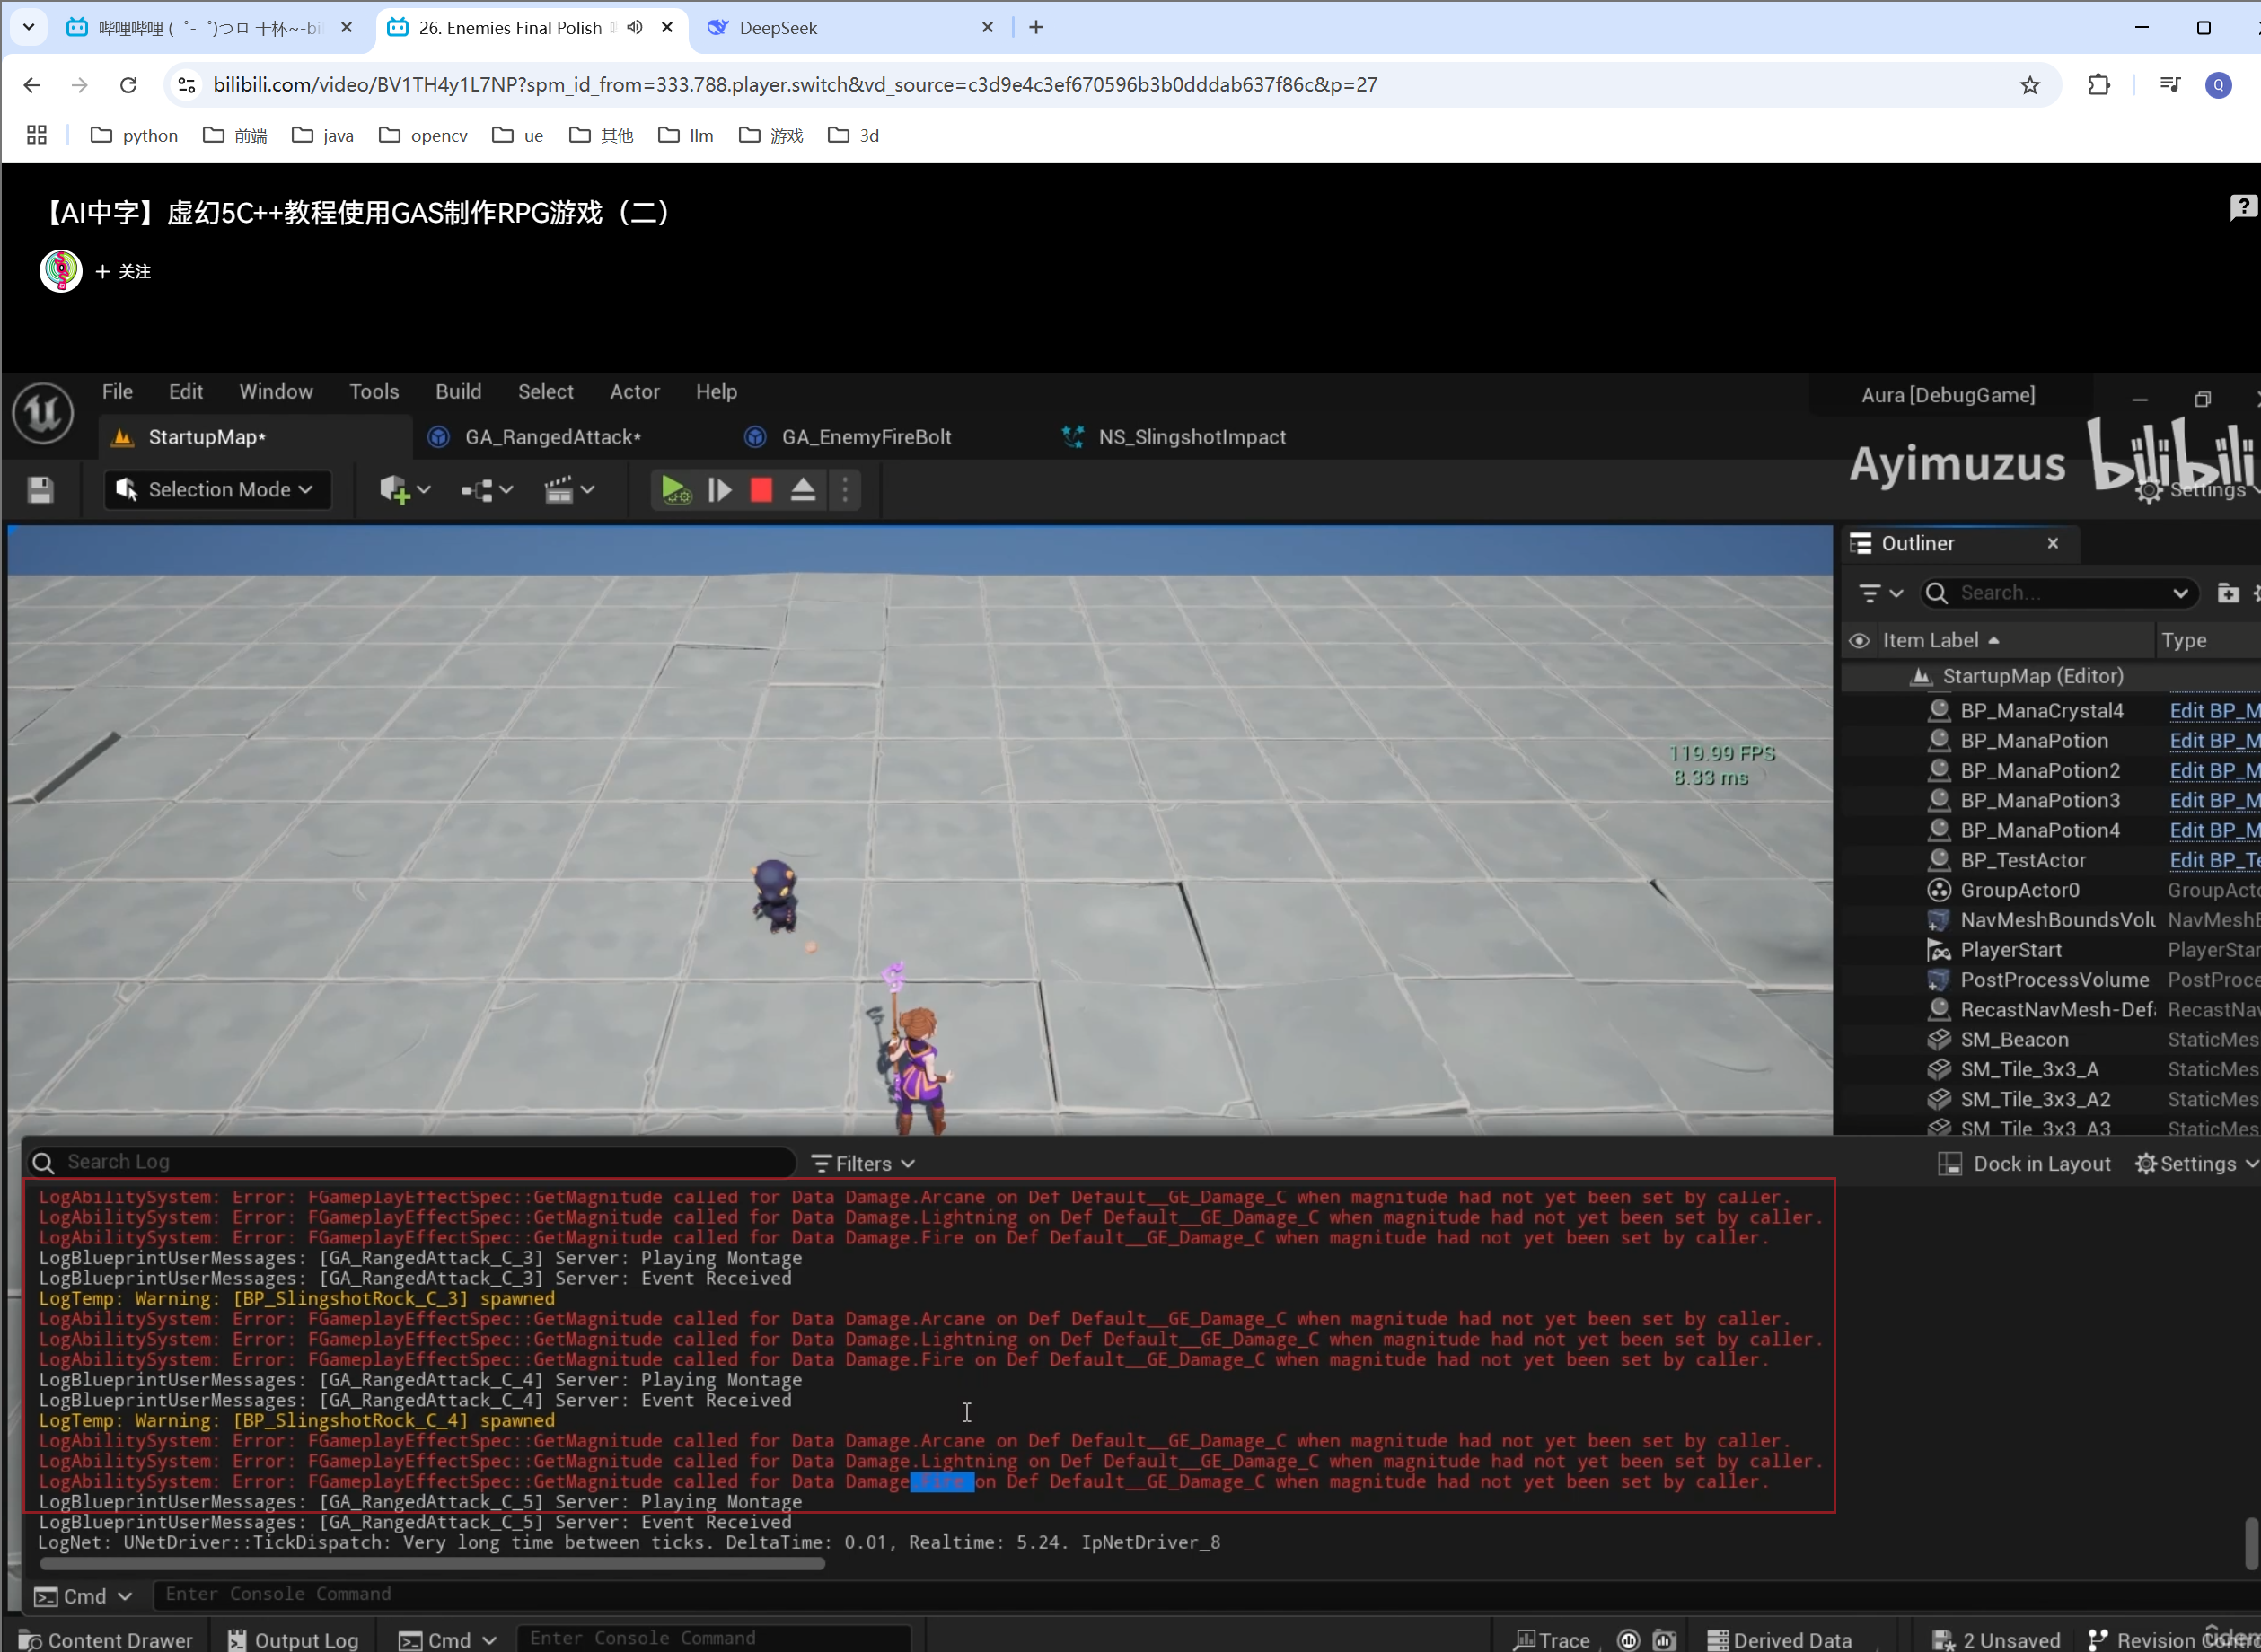 哔哩哔哩 (゜-゜)つロ 干杯~-bi
26. Enemies Final Polish
DeepSeek
bilibili.com/video/BV1TH4y1L7NP?spm_id_from=333.788.player.switch&vd_source=c3d9e4c3ef670596b3b0dddab637f86c&p=27
Q
python 前端 java opencv ue 其他 llm 游戏 3d
【AI中字】虚幻5C++教程使用GAS制作RPG游戏（二）
+ 关注
File Edit Window Tools Build Select Actor Help
Aura [DebugGame]
StartupMap* GA_RangedAttack* GA_EnemyFireBolt NS_SlingshotImpact
Ayimuzus bilibili
Selection Mode
Settings
Outliner
Search...
Item Label Type
StartupMap (Editor)
BP_ManaCrystal4 Edit BP_M
BP_ManaPotion Edit BP_M
119.99 FPS
BP_ManaPotion2 Edit BP_M
8.33 ms
BP_ManaPotion3 Edit BP_M
BP_ManaPotion4 Edit BP_M
BP_TestActor Edit BP_Te
GroupActor0 GroupActo
NavMeshBoundsVolu NavMeshB
PlayerStart PlayerStar
PostProcessVolume PostProce
RecastNavMesh-Defa RecastNav
SM_Beacon StaticMes
SM_Tile_3x3_A StaticMes
SM_Tile_3x3_A2 StaticMes
SM_Tile_3x3_A3 StaticMes
Search Log Filters Dock in Layout Settings
LogAbilitySystem: Error: FGameplayEffectSpec::GetMagnitude called for Data Damage.Arcane on Def Default__GE_Damage_C when magnitude had not yet been set by caller.
LogAbilitySystem: Error: FGameplayEffectSpec::GetMagnitude called for Data Damage.Lightning on Def Default__GE_Damage_C when magnitude had not yet been set by caller.
LogAbilitySystem: Error: FGameplayEffectSpec::GetMagnitude called for Data Damage.Fire on Def Default__GE_Damage_C when magnitude had not yet been set by caller.
LogBlueprintUserMessages: [GA_RangedAttack_C_3] Server: Playing Montage
LogBlueprintUserMessages: [GA_RangedAttack_C_3] Server: Event Received
LogTemp: Warning: [BP_SlingshotRock_C_3] spawned
LogAbilitySystem: Error: FGameplayEffectSpec::GetMagnitude called for Data Damage.Arcane on Def Default__GE_Damage_C when magnitude had not yet been set by caller.
LogAbilitySystem: Error: FGameplayEffectSpec::GetMagnitude called for Data Damage.Lightning on Def Default__GE_Damage_C when magnitude had not yet been set by caller.
LogAbilitySystem: Error: FGameplayEffectSpec::GetMagnitude called for Data Damage.Fire on Def Default__GE_Damage_C when magnitude had not yet been set by caller.
LogBlueprintUserMessages: [GA_RangedAttack_C_4] Server: Playing Montage
LogBlueprintUserMessages: [GA_RangedAttack_C_4] Server: Event Received
LogTemp: Warning: [BP_SlingshotRock_C_4] spawned
LogAbilitySystem: Error: FGameplayEffectSpec::GetMagnitude called for Data Damage.Arcane on Def Default__GE_Damage_C when magnitude had not yet been set by caller.
LogAbilitySystem: Error: FGameplayEffectSpec::GetMagnitude called for Data Damage.Lightning on Def Default__GE_Damage_C when magnitude had not yet been set by caller.
LogAbilitySystem: Error: FGameplayEffectSpec::GetMagnitude called for Data Damage.Fire on Def Default__GE_Damage_C when magnitude had not yet been set by caller.
LogBlueprintUserMessages: [GA_RangedAttack_C_5] Server: Playing Montage
LogBlueprintUserMessages: [GA_RangedAttack_C_5] Server: Event Received
LogNet: UNetDriver::TickDispatch: Very long time between ticks. DeltaTime: 0.01, Realtime: 5.24. IpNetDriver_8
Cmd Enter Console Command
Content Drawer Output Log Cmd Enter Console Command Trace Derived Data 2 Unsaved Revision